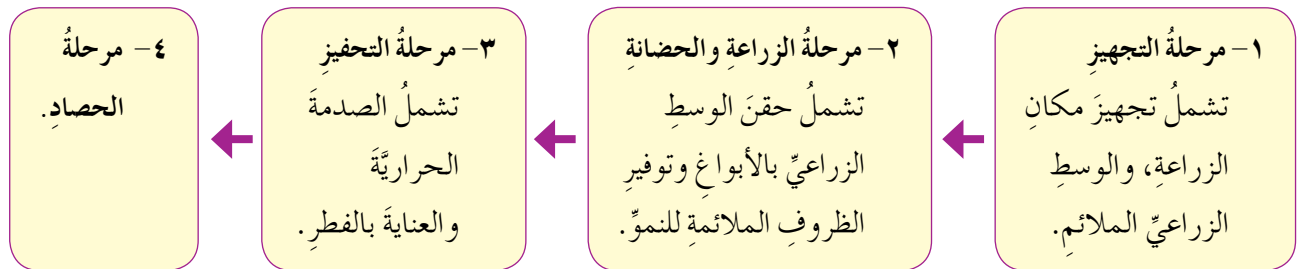 ١- مرحلةُ التجهيزِ
تشملُ تجهيزَ مكانِ
الزراعةِ، والوسطِ
الزراعيِّ الملائمِ.
٢- مرحلةُ الزراعةِ والحضانةِ
تشملُ حقنَ الوسطِ
الزراعيِّ بالأبواغِ وتوفيرِ
الظروفِ الملائمةِ للنموِّ.
٣- مرحلةُ التحفيزِ
تشملُ الصدمةَ
الحراريَّةَ
والعنايةَ بالفطرِ.
٤- مرحلةُ
الحصادِ.